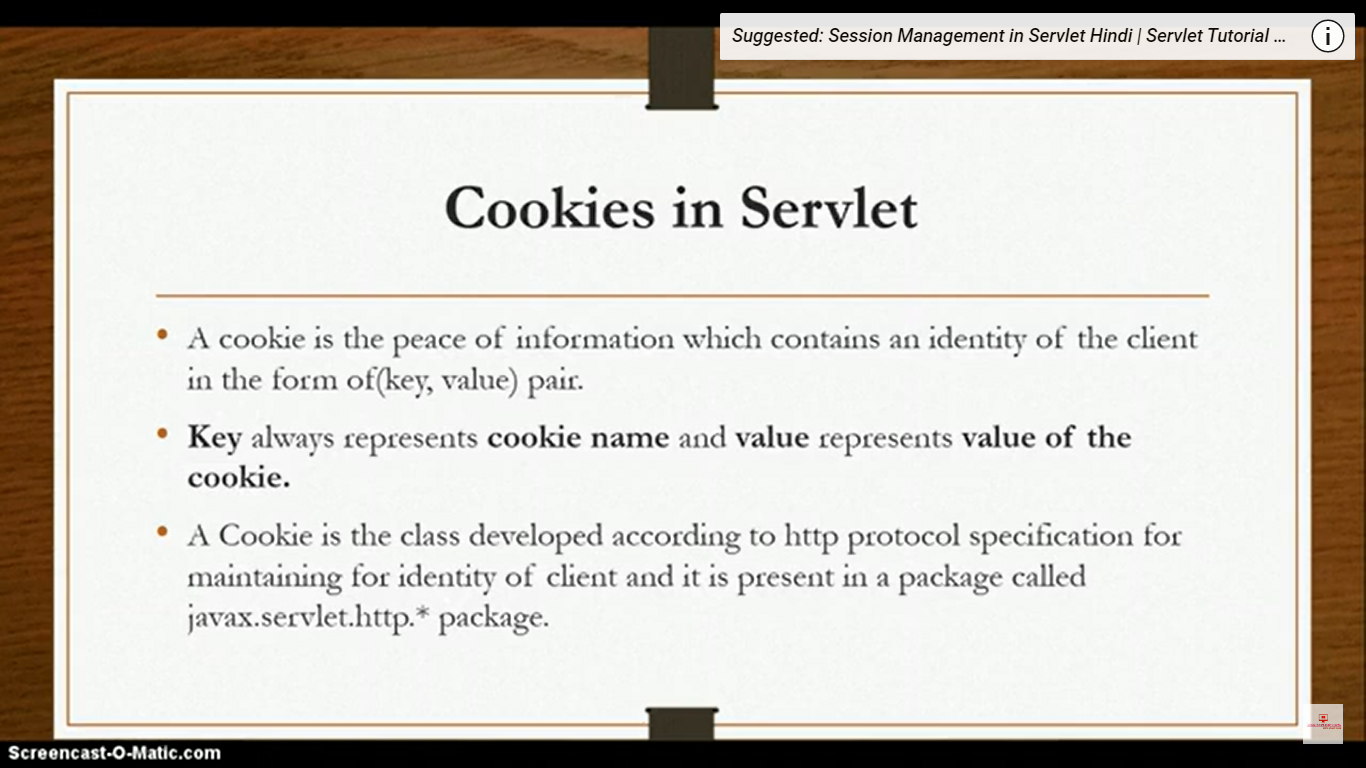 Suggested: Session Management in Servlet Hindi | Servlet Tutorial ...
Cookies in Servlet
• A cookie is the peace of information which contains an identity of the client
in the form of(key, value) pair.
• Key always represents cookie name and value represents value of the
cookie.
• A Cookie is the class developed according to http protocol specification for
maintaining for identity of client and it is present in a package called
javax.servlet.http.* package.
Screencast-O-Matic.com